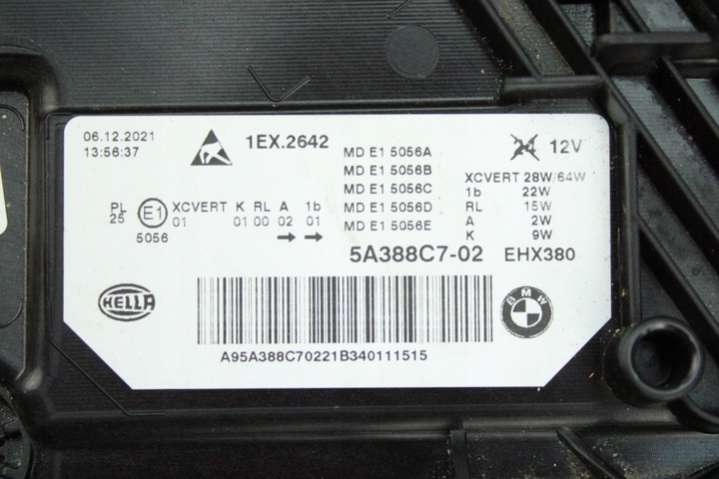 06.12.2021
13:56:37
1EX.2642
24 12V
MD E1 5056A
MD E1 5056B
MD E1 5056C
MD E1 5056D
MD E1 5056E
XCVERT 28W/64W
1b 22W
RL 15W
A 2W
K 9W
PL
25
E1
5056
XCVERT K RL A 1b
01 01 00 02 01
→ →
5A388C7-02 EHX380
HELLA
BMW
A95A388C70221B340111515